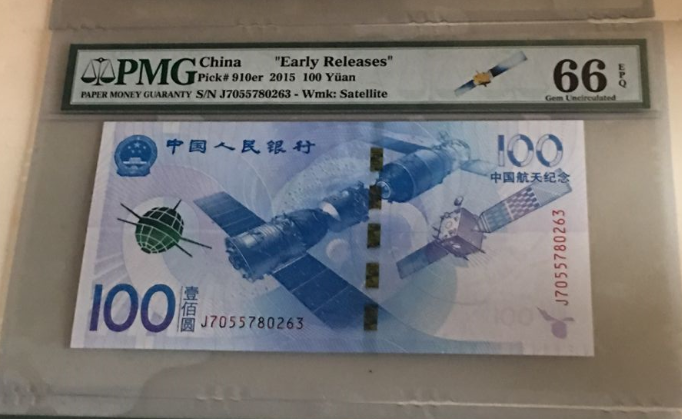 PMG
PAPER MONEY GUARANTY
China "Early Releases"
Pick# 910er 2015 100 Yüan
S/N J7055780263 - Wmk: Satellite
66
EPQ
Gem Uncirculated
中国人民银行
100
中国航天纪念
J7055780263
100
壹佰圆
J7055780263
100